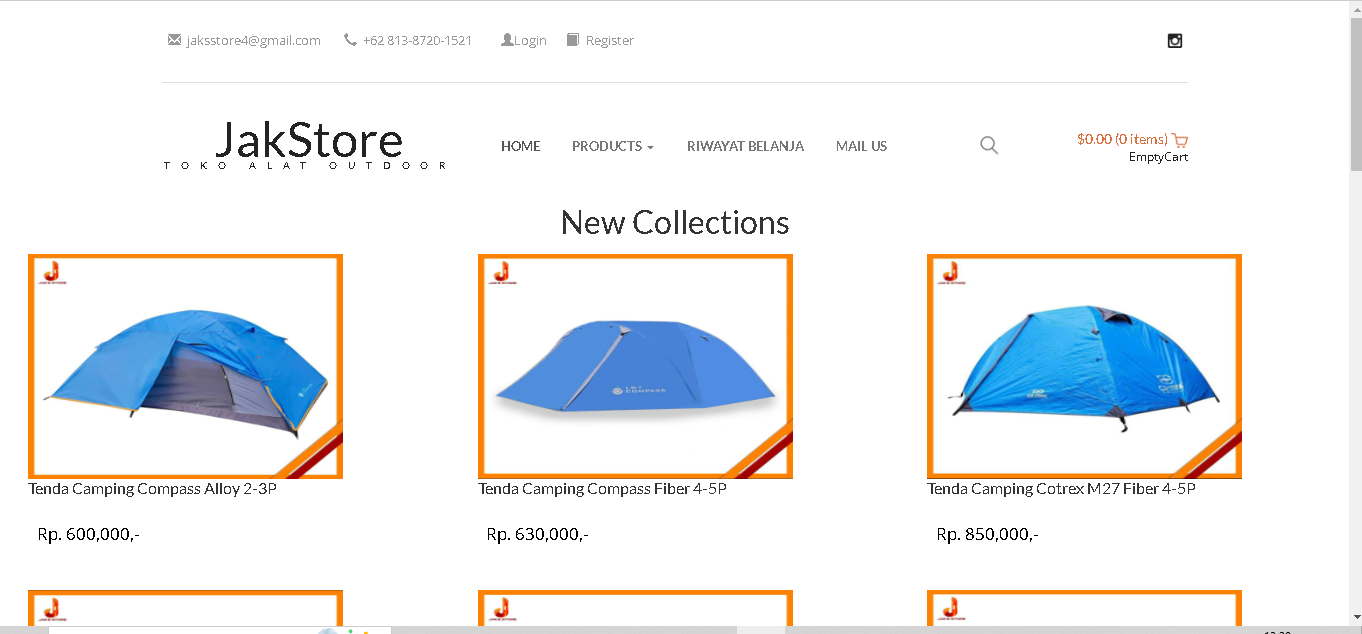 jaksstore4@gmail.com +62 813-8720-1521 Login Register
JakStore
TOKO ALAT OUTDOOR
HOME PRODUCTS RIWAYAT BELANJA MAIL US
$0.00 (0 items)
EmptyCart
New Collections
COMPASS
Tenda Camping Compass Alloy 2-3P
Tenda Camping Compass Fiber 4-5P
Tenda Camping Cotrex M27 Fiber 4-5P
Rp. 600,000,-
Rp. 630,000,-
Rp. 850,000,-